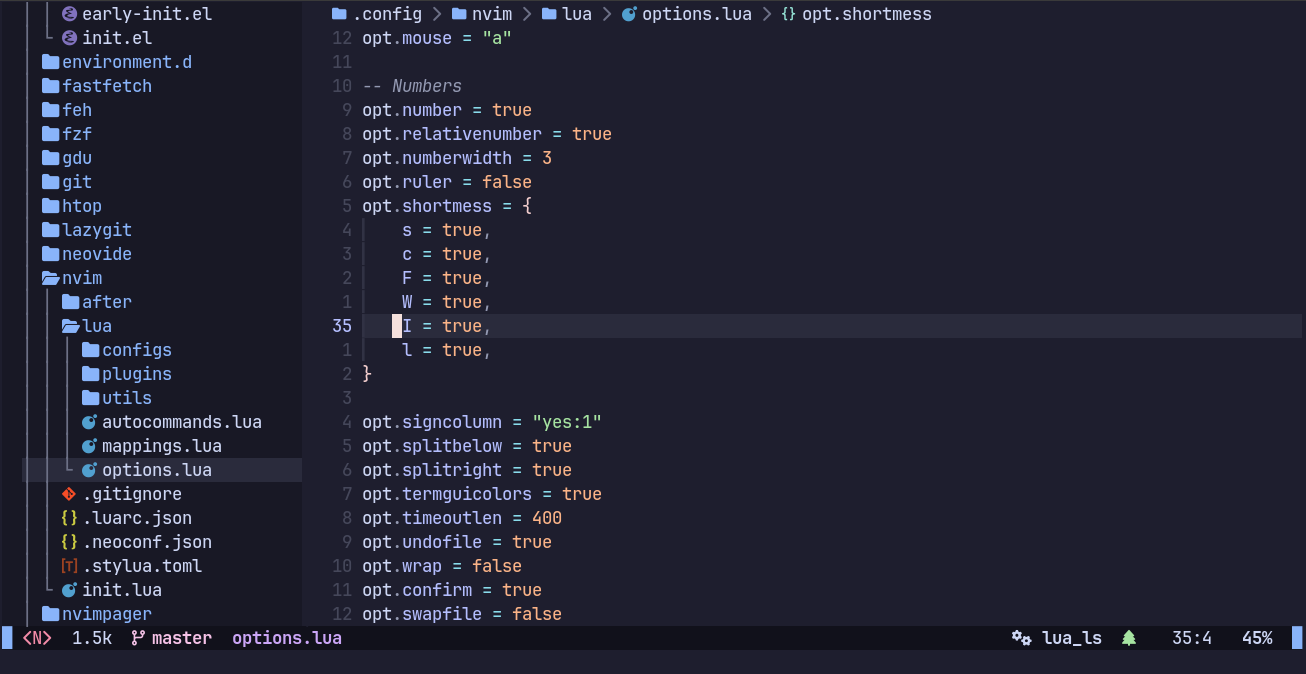 early-init.el
init.el
environment.d
fastfetch
feh
fzf
gdu
git
htop
lazygit
neovide
nvim
after
lua
configs
plugins
utils
autocommands.lua
mappings.lua
options.lua
.gitignore
{} .luarc.json
{} .neoconf.json
[T] .stylua.toml
init.lua
nvimpager
.config > nvim > lua > options.lua > {} opt.shortmess
12 opt.mouse = "a"
11
10 -- Numbers
9 opt.number = true
8 opt.relativenumber = true
7 opt.numberwidth = 3
6 opt.ruler = false
5 opt.shortmess = {
4     s = true,
3     c = true,
2     F = true,
1     W = true,
35     I = true,
1     l = true,
2 }
3
4 opt.signcolumn = "yes:1"
5 opt.splitbelow = true
6 opt.splitright = true
7 opt.termguicolors = true
8 opt.timeoutlen = 400
9 opt.undofile = true
10 opt.wrap = false
11 opt.confirm = true
12 opt.swapfile = false
<N> 1.5k master options.lua lua_ls 35:4 45%